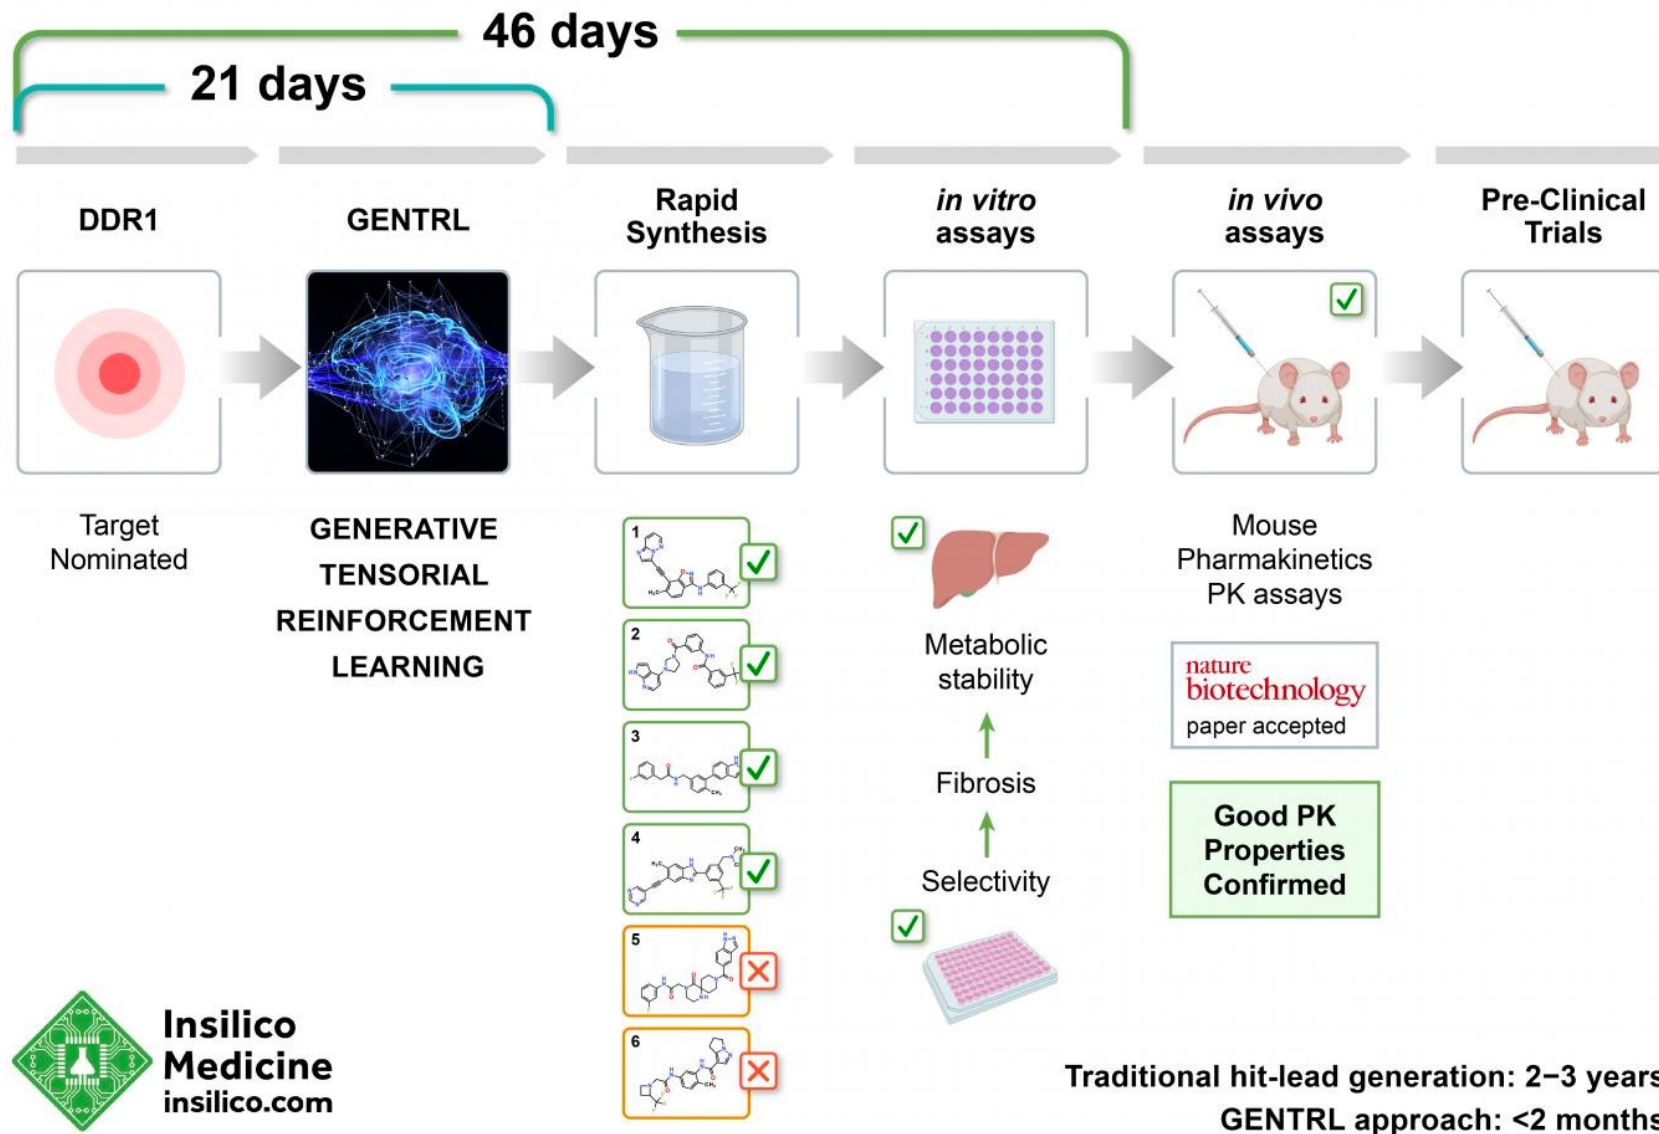 46 days
21 days
DDR1
GENTRL
Rapid
Synthesis
in vitro
assays
in vivo
assays
Pre-Clinical
Trials
Target
Nominated
GENERATIVE
TENSORIAL
REINFORCEMENT
LEARNING
1
2
3
4
5
6
Metabolic
stability
Fibrosis
Selectivity
Mouse
Pharmakinetics
PK assays
nature
biotechnology
paper accepted
Good PK
Properties
Confirmed
Insilico
Medicine
insilico.com
Traditional hit-lead generation: 2–3 years
GENTRL approach: <2 months